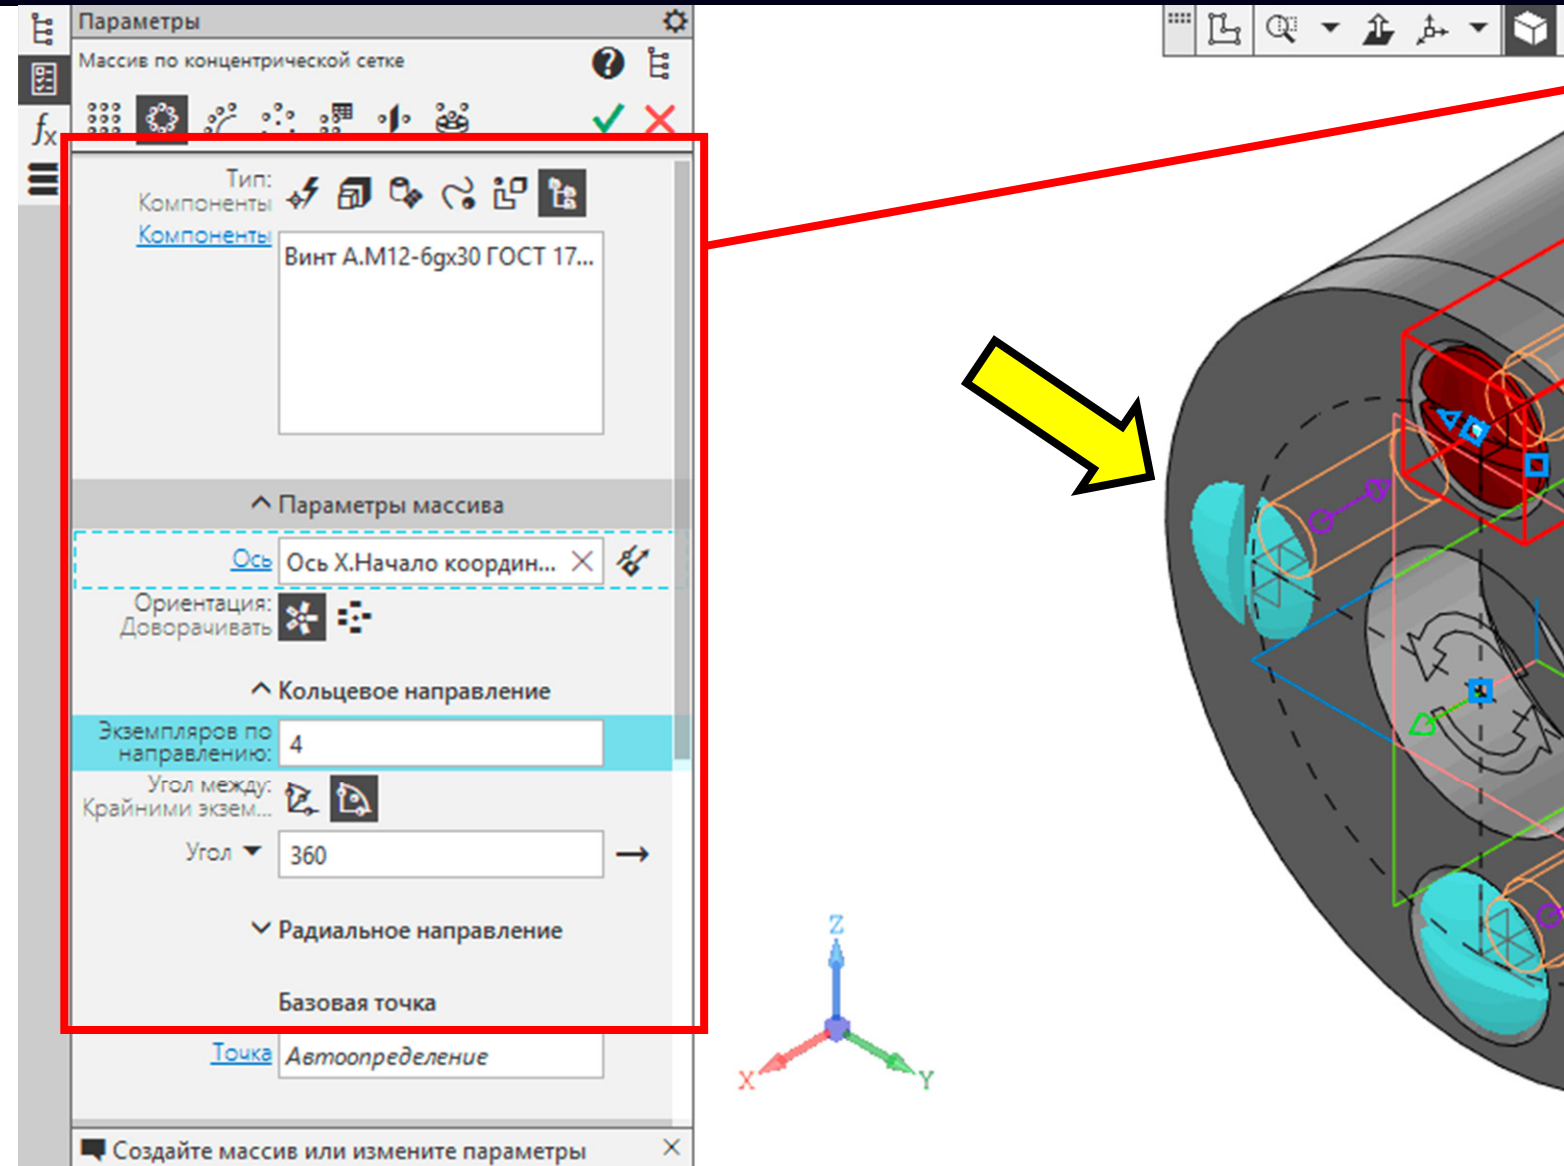 Параметры
Массив по концентрической сетке
fx
Тип:
Компоненты
Компоненты
Винт А.М12-6gx30 ГОСТ 17...
Параметры массива
Ось
Ось X.Начало координ...
Ориентация:
Доворачивать
Кольцевое направление
Экземпляров по
направлению:
4
Угол между:
Крайними экзем...
Угол
360
Радиальное направление
Базовая точка
Точка
Автоопределение
Создайте массив или измените параметры
Z
X
Y